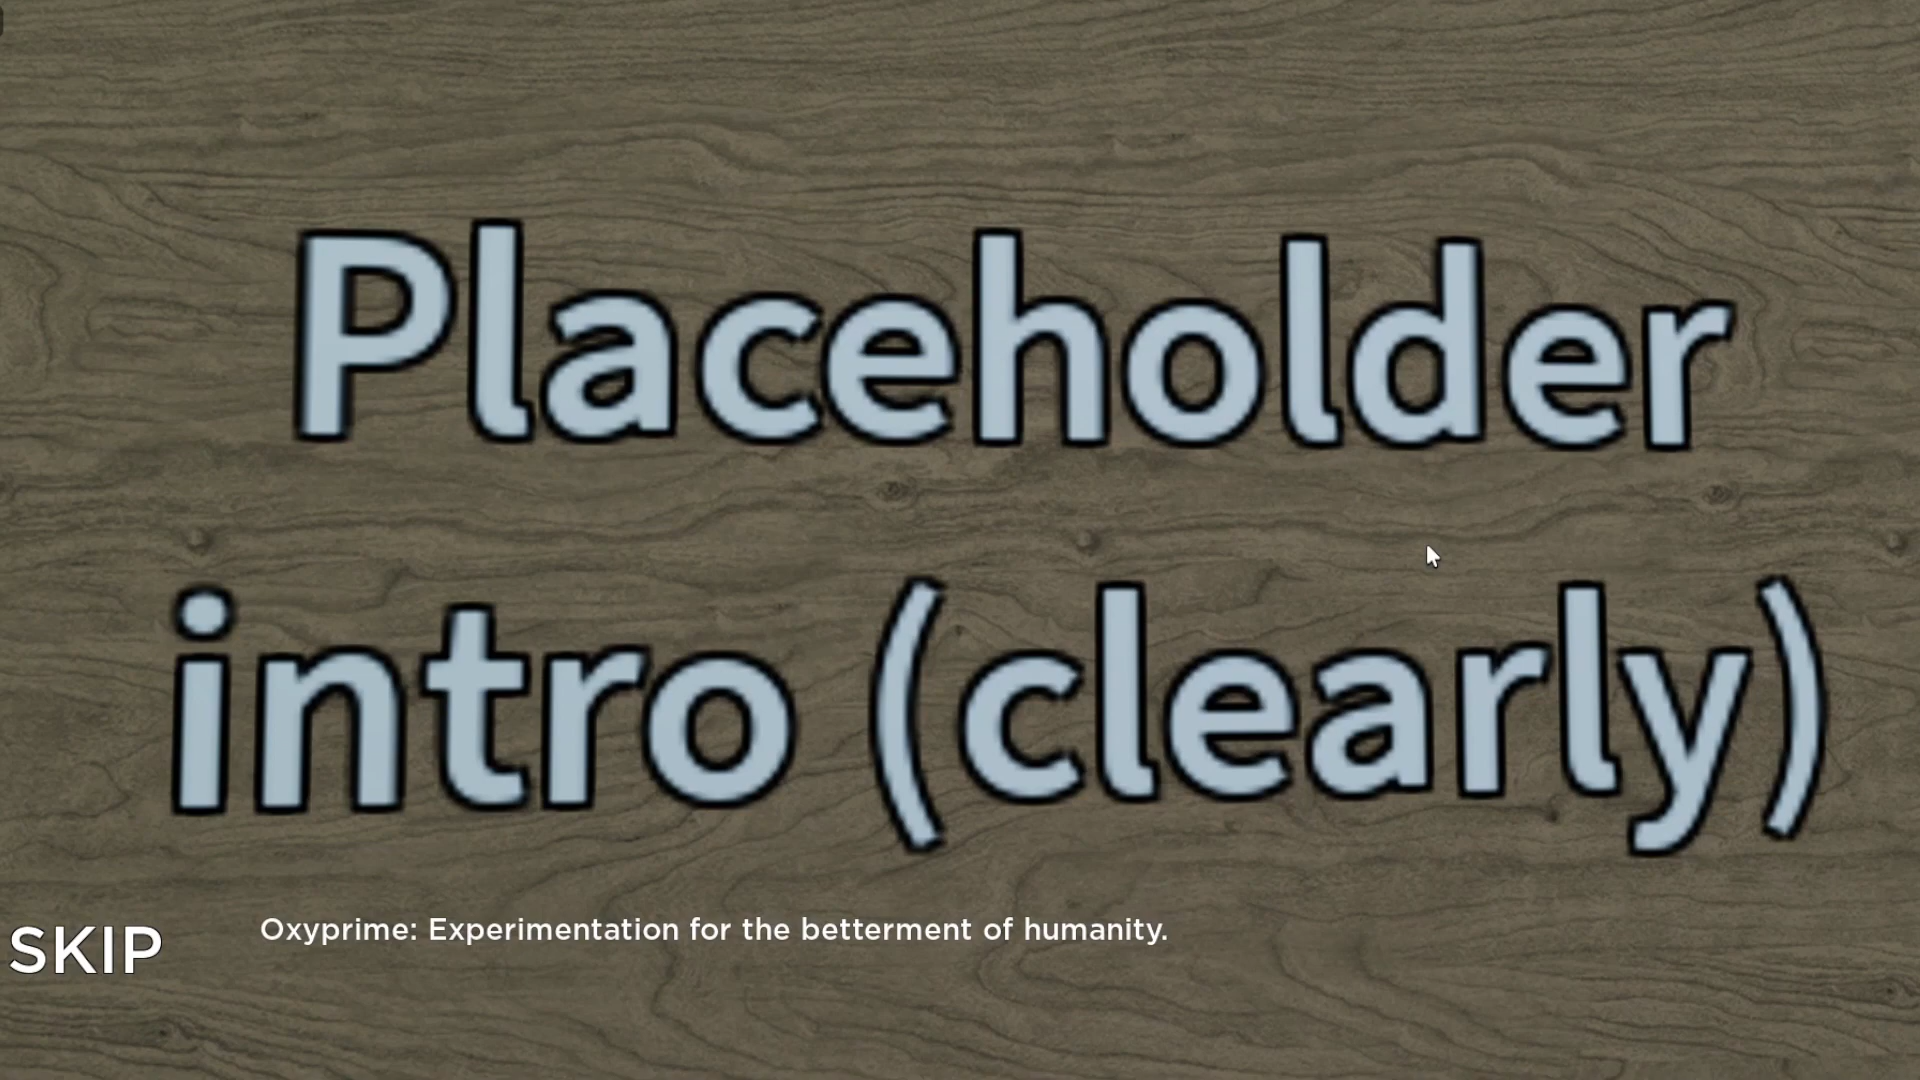 Placeholder
intro (clearly)
SKIP
Oxyprime: Experimentation for the betterment of humanity.